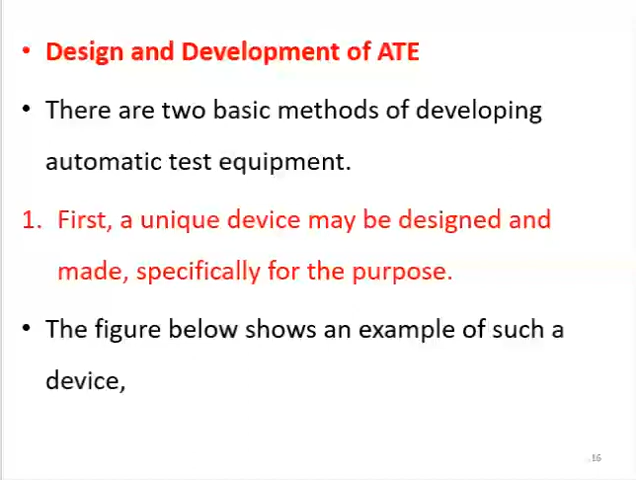 • Design and Development of ATE
• There are two basic methods of developing
automatic test equipment.
1. First, a unique device may be designed and
made, specifically for the purpose.
• The figure below shows an example of such a
device,
16